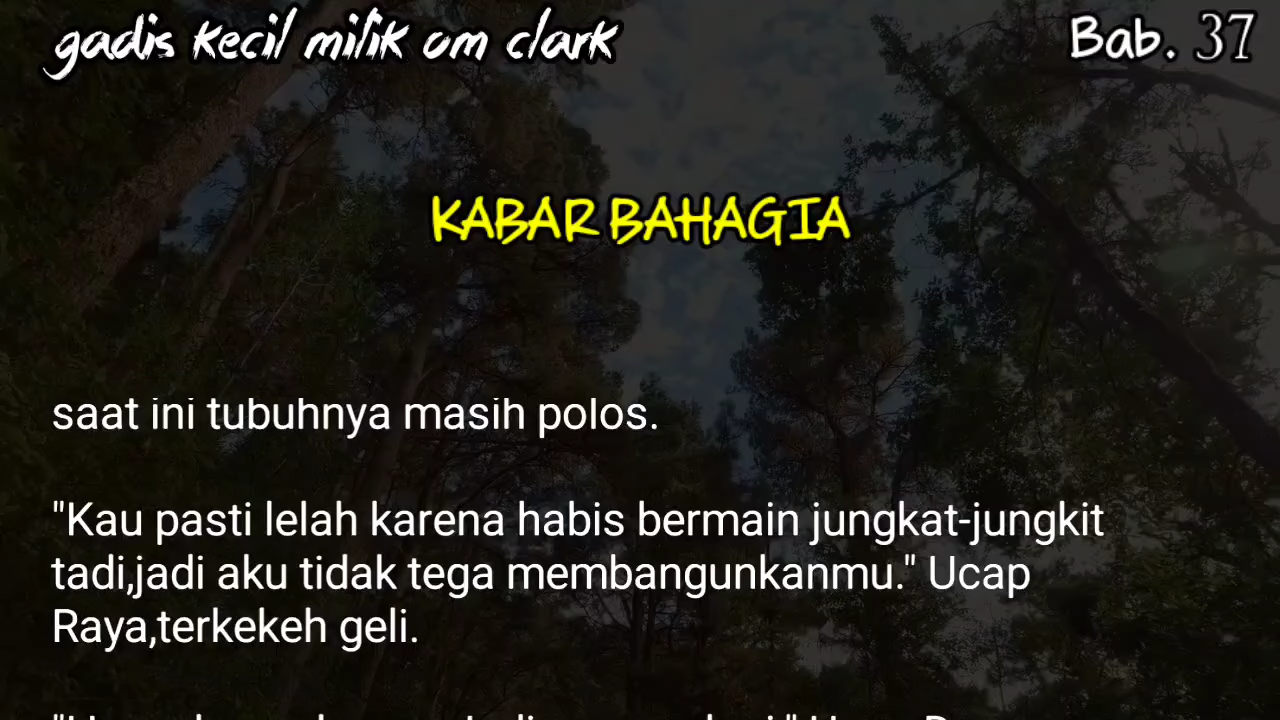 gadis kecil milik om clark
Bab. 37
KABAR BAHAGIA
saat ini tubuhnya masih polos.
"Kau pasti lelah karena habis bermain jungkat-jungkit
tadi,jadi aku tidak tega membangunkanmu." Ucap
Raya,terkekeh geli.